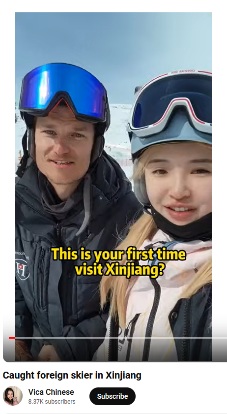 This is your first time
visit Xinjiang?
Caught foreign skier in Xinjiang
Vica Chinese
8.37K subscribers
Subscribe